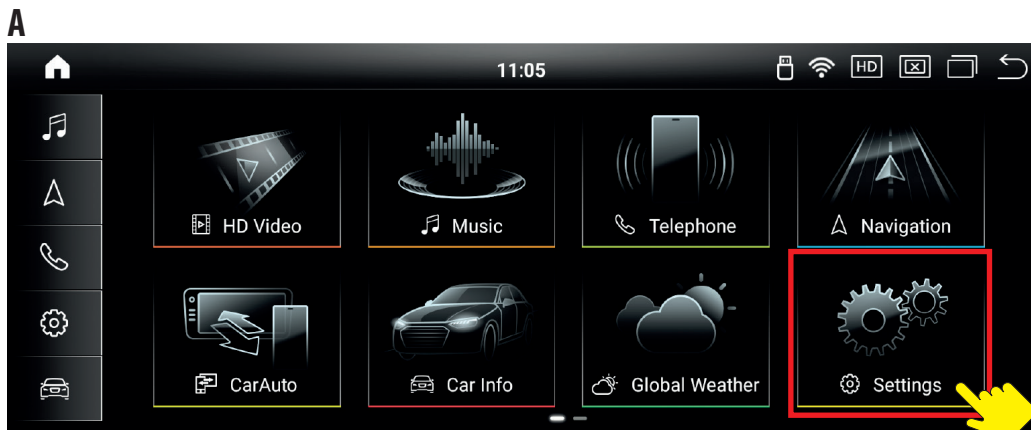 A
11:05
HD
HD Video
Music
Telephone
Navigation
CarAuto
Car Info
Global Weather
Settings